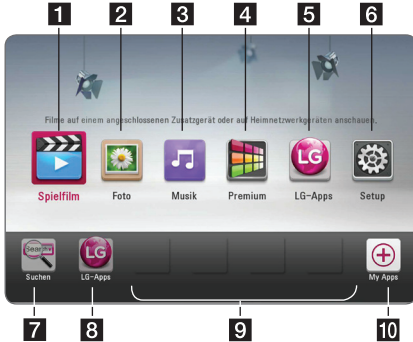 1 2 3 4 5 6
Filme auf einem angeschlossenen Zusatzgerät oder auf Heimnetzwerkgeräten anschauen.
LG
Spielfilm Foto Musik Premium LG-Apps Setup
Search LG
Suchen LG-Apps My Apps
7 8 9 10